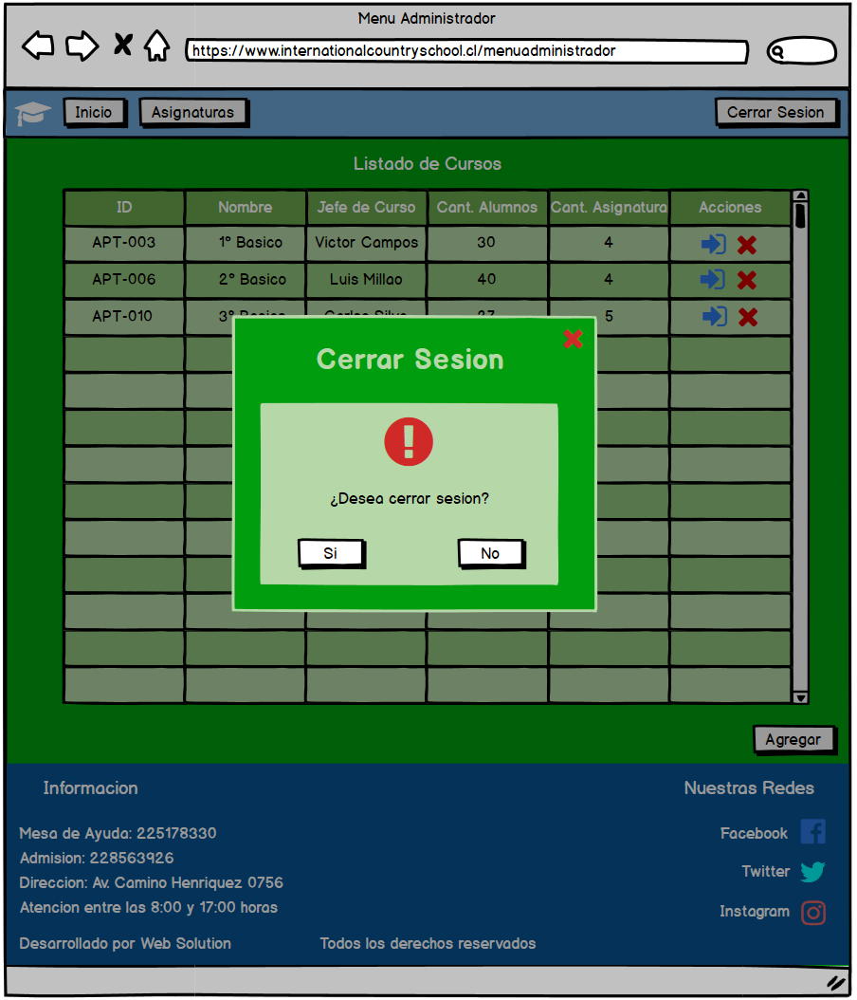 Menu Administrador
https://www.internationalcountryschool.cl/menuadministrador
Inicio Asignaturas Cerrar Sesion
Listado de Cursos
ID Nombre Jefe de Curso Cant. Alumnos Cant. Asignatura Acciones
APT-003 1° Basico Victor Campos 30 4
APT-006 2° Basico Luis Millao 40 4
APT-010 3° Basico Carlos Silva 27 5
Cerrar Sesion
¿Desea cerrar sesion?
Si No
Agregar
Informacion Nuestras Redes
Mesa de Ayuda: 225178330 Facebook
Admision: 228563926
Twitter
Direccion: Av. Camino Henriquez 0756
Atencion entre las 8:00 y 17:00 horas Instagram
Desarrollado por Web Solution Todos los derechos reservados